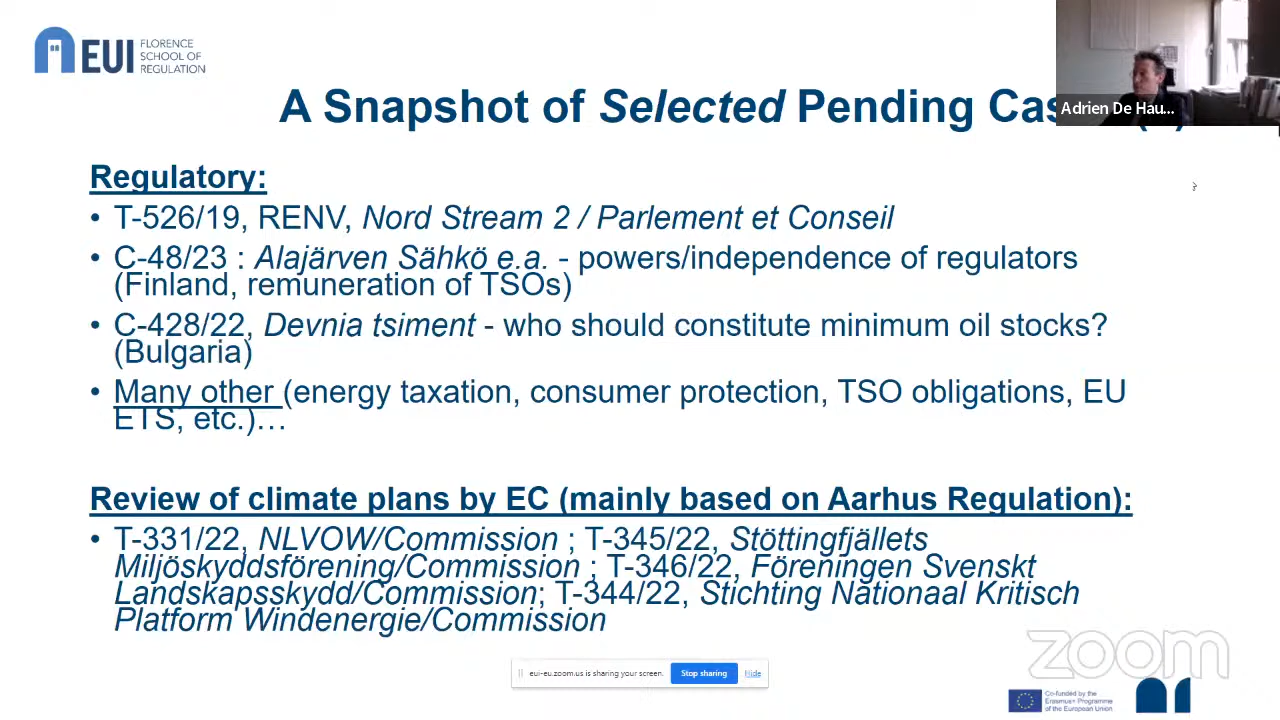 EUI
FLORENCE
SCHOOL OF
REGULATION
Adrien De Hau...
A Snapshot of Selected Pending
Regulatory:
• T-526/19, RENV, Nord Stream 2 / Parlement et Conseil
• C-48/23 : Alajärven Sähkö e.a. - powers/independence of regulators
(Finland, remuneration of TSOs)
• C-428/22, Devnia tsiment - who should constitute minimum oil stocks?
(Bulgaria)
• Many other (energy taxation, consumer protection, TSO obligations, EU
ETS, etc.)…
Review of climate plans by EC (mainly based on Aarhus Regulation):
• T-331/22, NLVOW/Commission ; T-345/22, Stöttingfjällets
Miljöskyddsförening/Commission ; T-346/22, Föreningen Svenskt
Landskapsskydd/Commission; T-344/22, Stichting Nationaal Kritisch
Platform Windenergie/Commission
zoom
eui-eu.zoom.us is sharing your screen. Stop sharing Hide
Co-funded by the
Erasmus+ Programme
of the European Union